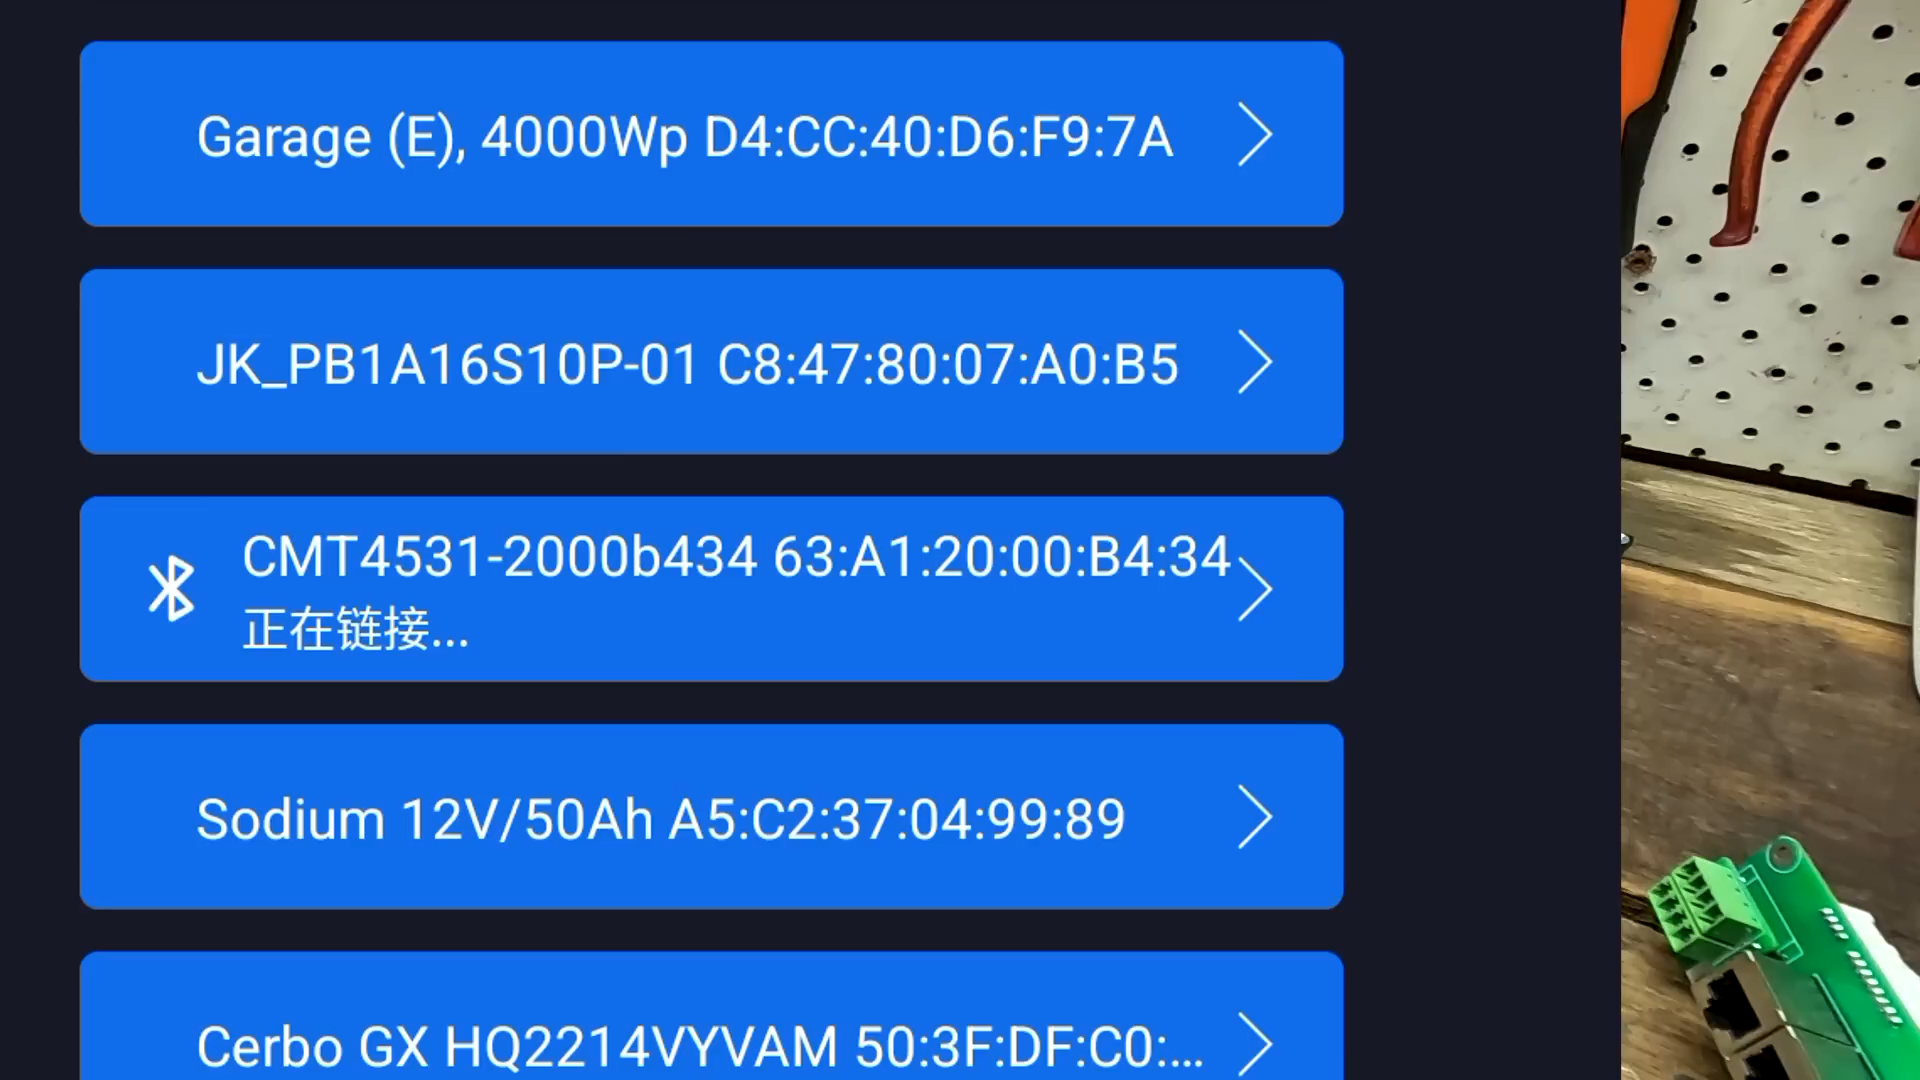 Garage (E), 4000Wp D4:CC:40:D6:F9:7A
JK_PB1A16S10P-01 C8:47:80:07:A0:B5
CMT4531-2000b434 63:A1:20:00:B4:34
正在链接...
Sodium 12V/50Ah A5:C2:37:04:99:89
Cerbo GX HQ2214VYVAM 50:3F:DF:C0:...